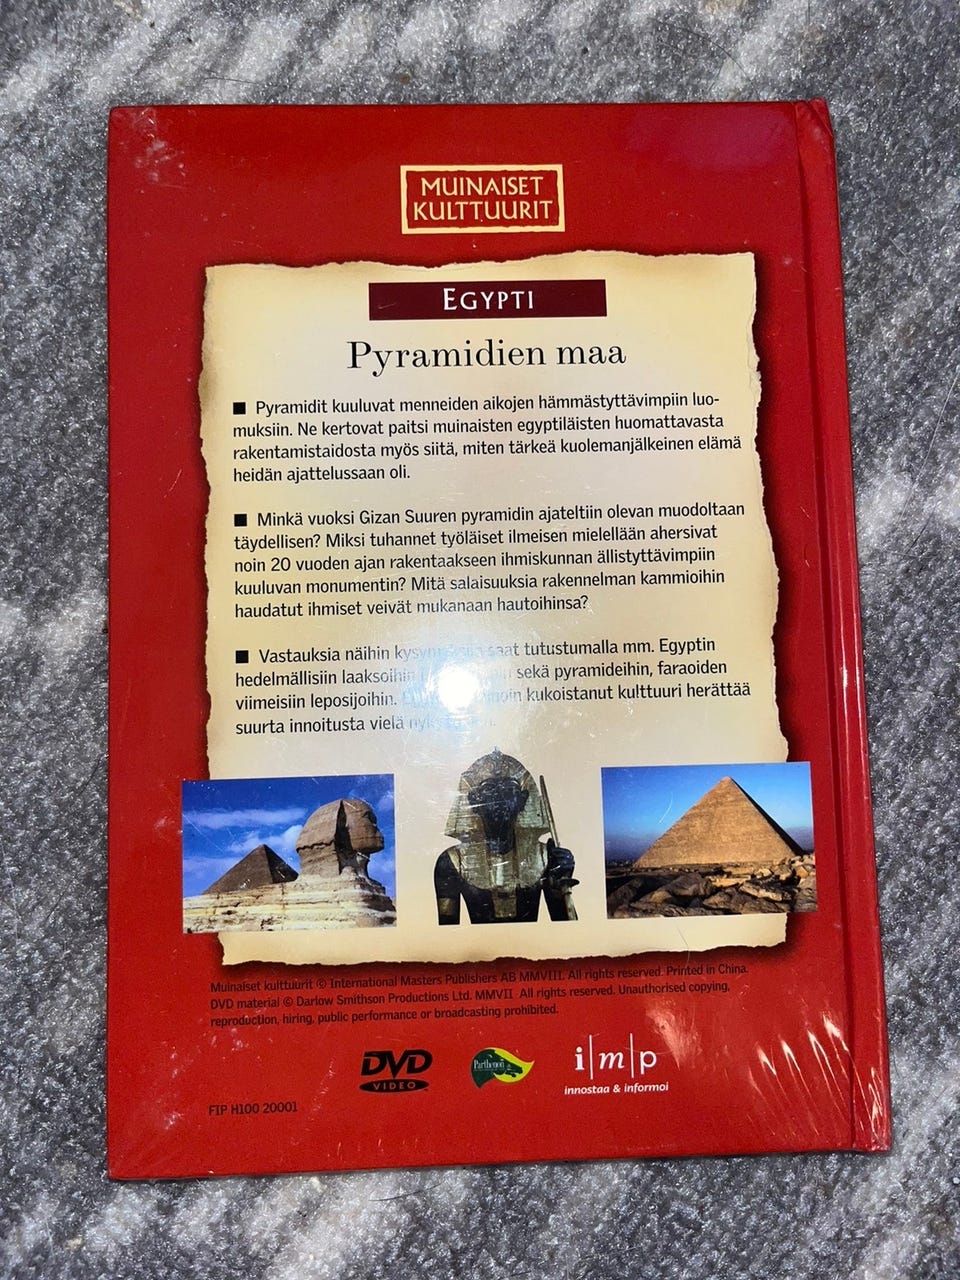 MUINAISET
KULTTUURIT
EGYPTI
Pyramidien maa
■ Pyramidit kuuluvat menneiden aikojen hämmästyttävimpiin luo-
muksiin. Ne kertovat paitsi muinaisten egyptiläisten huomattavasta
rakentamistaidosta myös siitä, miten tärkeä kuolemanjälkeinen elämä
heidän ajattelussaan oli.
■ Minkä vuoksi Gizan Suuren pyramidin ajateltiin olevan muodoltaan
täydellisen? Miksi tuhannet työläiset ilmeisen mielellään ahersivat
noin 20 vuoden ajan rakentaakseen ihmiskunnan ällistyttävimpiin
kuuluvan monumentin? Mitä salaisuuksia rakennelman kammioihin
haudatut ihmiset veivät mukanaan hautoihinsa?
■ Vastauksia näihin saat tutustumalla mm. Egyptin
hedelmällisiin laaksoihin sekä pyramideihin, faraoiden
viimeisiin leposijoihin. kukoistanut kulttuuri herättää
suurta innoitusta vielä
Muinaiset kulttuurit © International Masters Publishers AB MMVIII. All rights reserved. Printed in China.
DVD material © Darlow Smithson Productions Ltd. MMVII All rights reserved. Unauthorised copying,
reproduction, hiring, public performance or broadcasting prohibited.
DVD
VIDEO
Parthenon
i|m|p
innostaa & informoi
FIP H100 20001